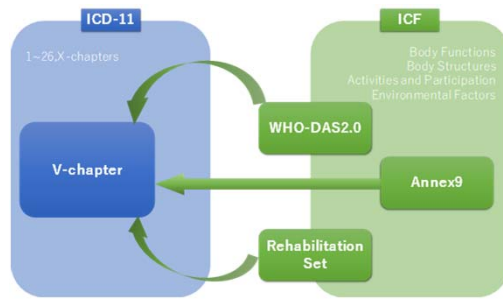 ICD-11
1~26,X-chapters
V-chapter
ICF
Body Functions
Body Structures
Activities and Participation
Environmental Factors
WHO-DAS2.0
Annex9
Rehabilitation
Set